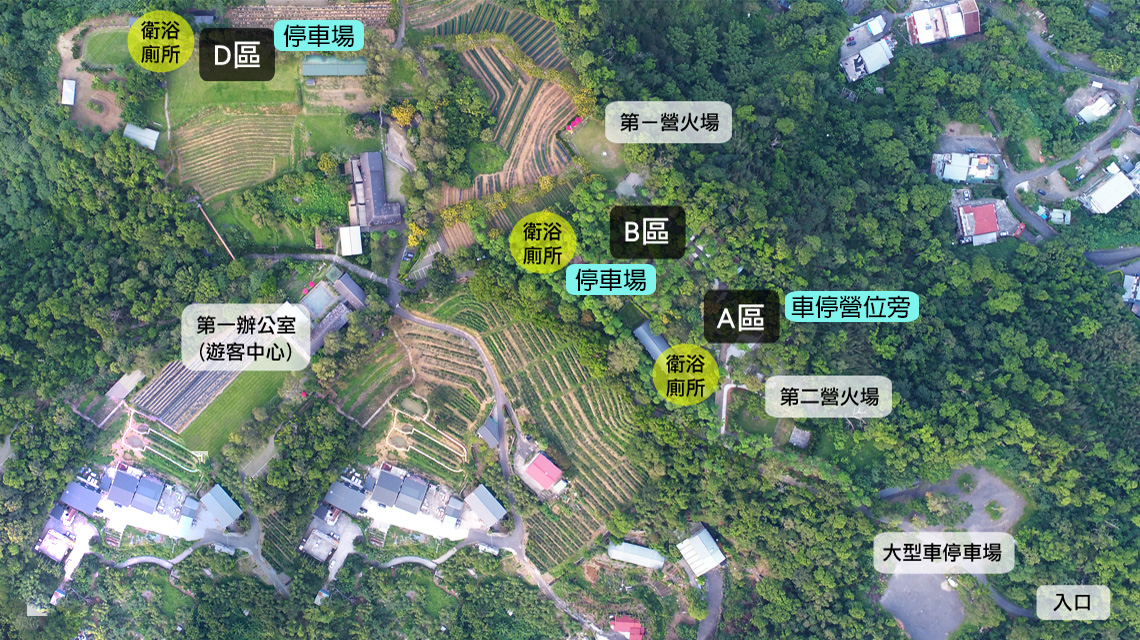 衛浴
廁所
D區
停車場
第一營火場
衛浴
廁所
B區
停車場
A區
車停營位旁
第一辦公室
(遊客中心)
衛浴
廁所
第二營火場
大型車停車場
入口